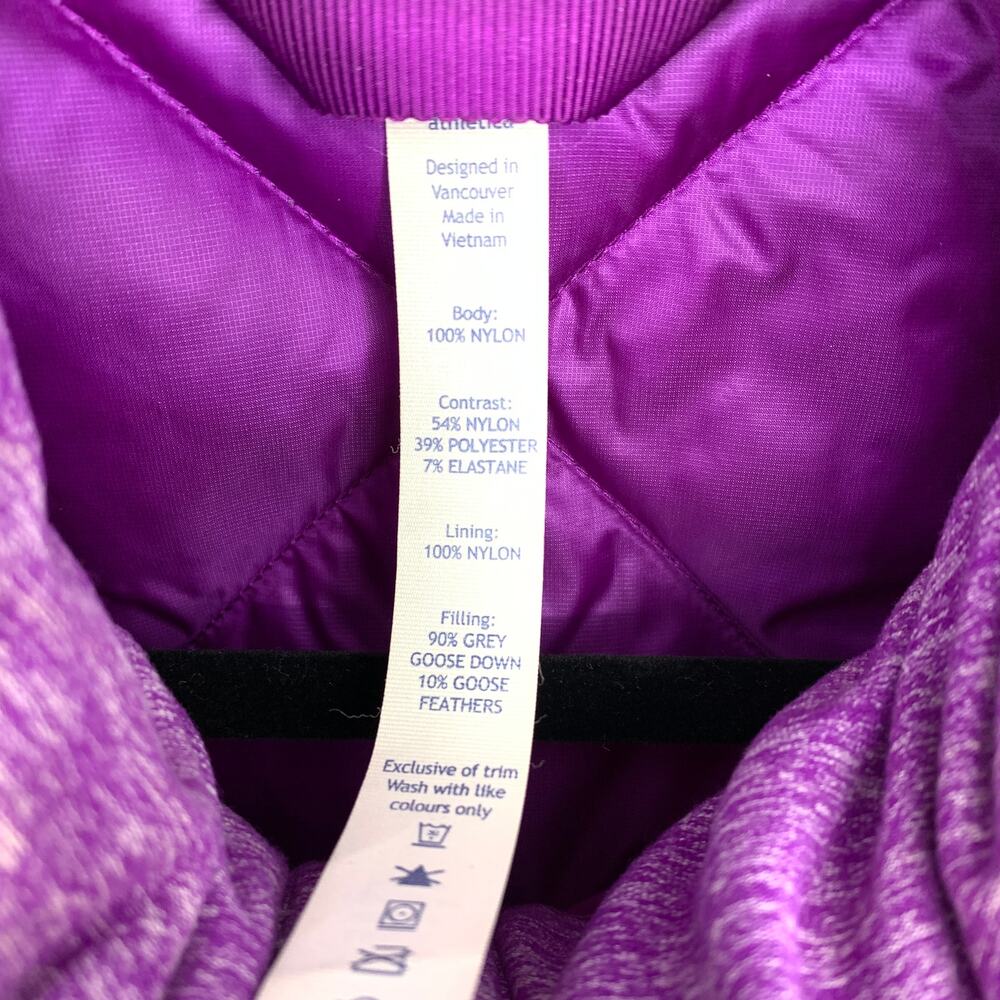 athletica
Designed in
Vancouver
Made in
Vietnam
Body:
100% NYLON
Contrast:
54% NYLON
39% POLYESTER
7% ELASTANE
Lining:
100% NYLON
Filling:
90% GREY
GOOSE DOWN
10% GOOSE
FEATHERS
Exclusive of trim
Wash with like
colours only